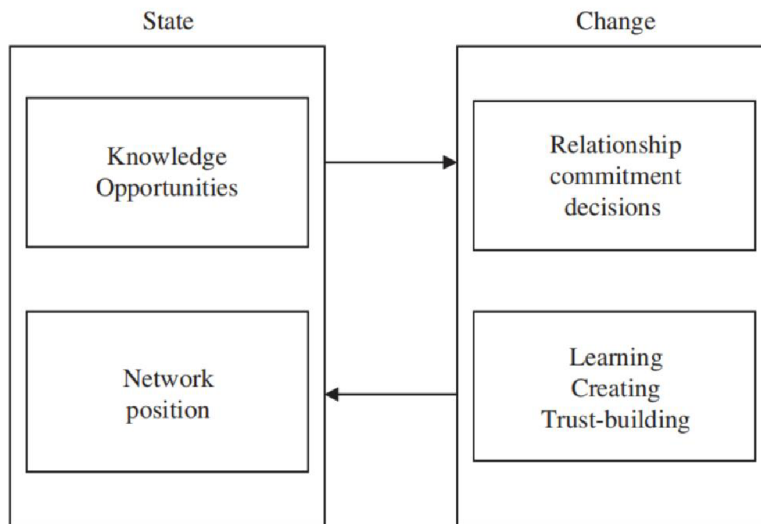 State
Change
Knowledge
Opportunities
Relationship
commitment
decisions
Network
position
Learning
Creating
Trust-building